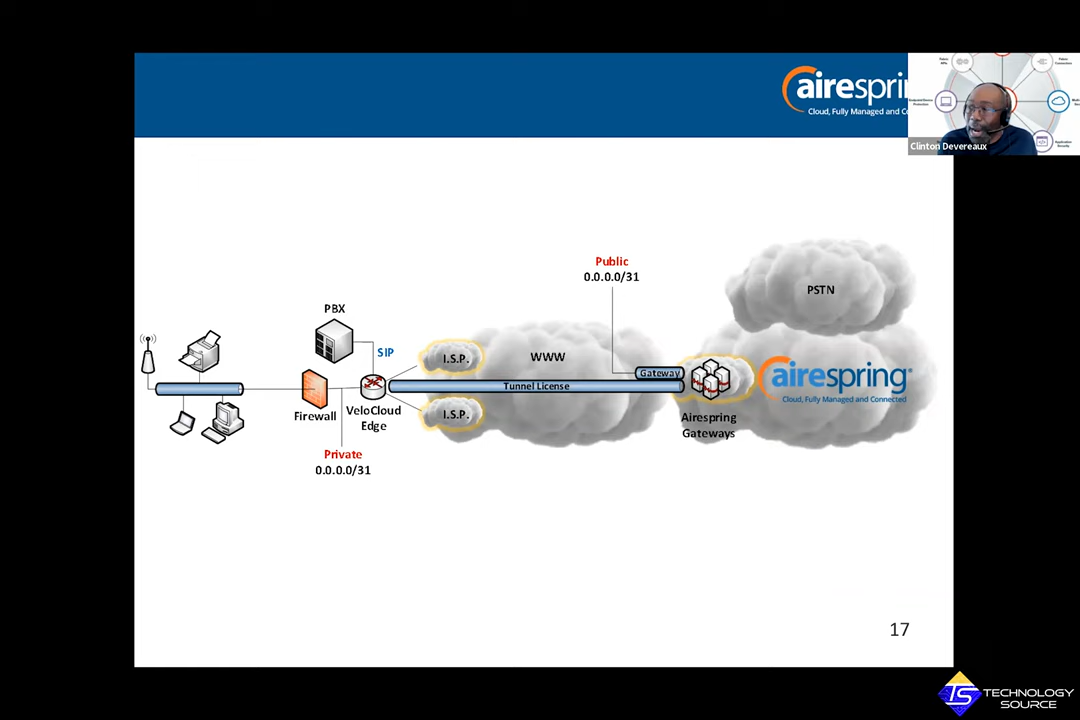 airespri
Cloud, Fully Managed and Co
Clinton Devereaux
Public
0.0.0.0/31
PSTN
PBX
SIP
I.S.P.
WWW
Gateway
Tunnel License
airespring®
Cloud, Fully Managed and Connected
I.S.P.
Firewall
VeloCloud
Edge
Airespring
Gateways
Private
0.0.0.0/31
17
TS TECHNOLOGY
SOURCE